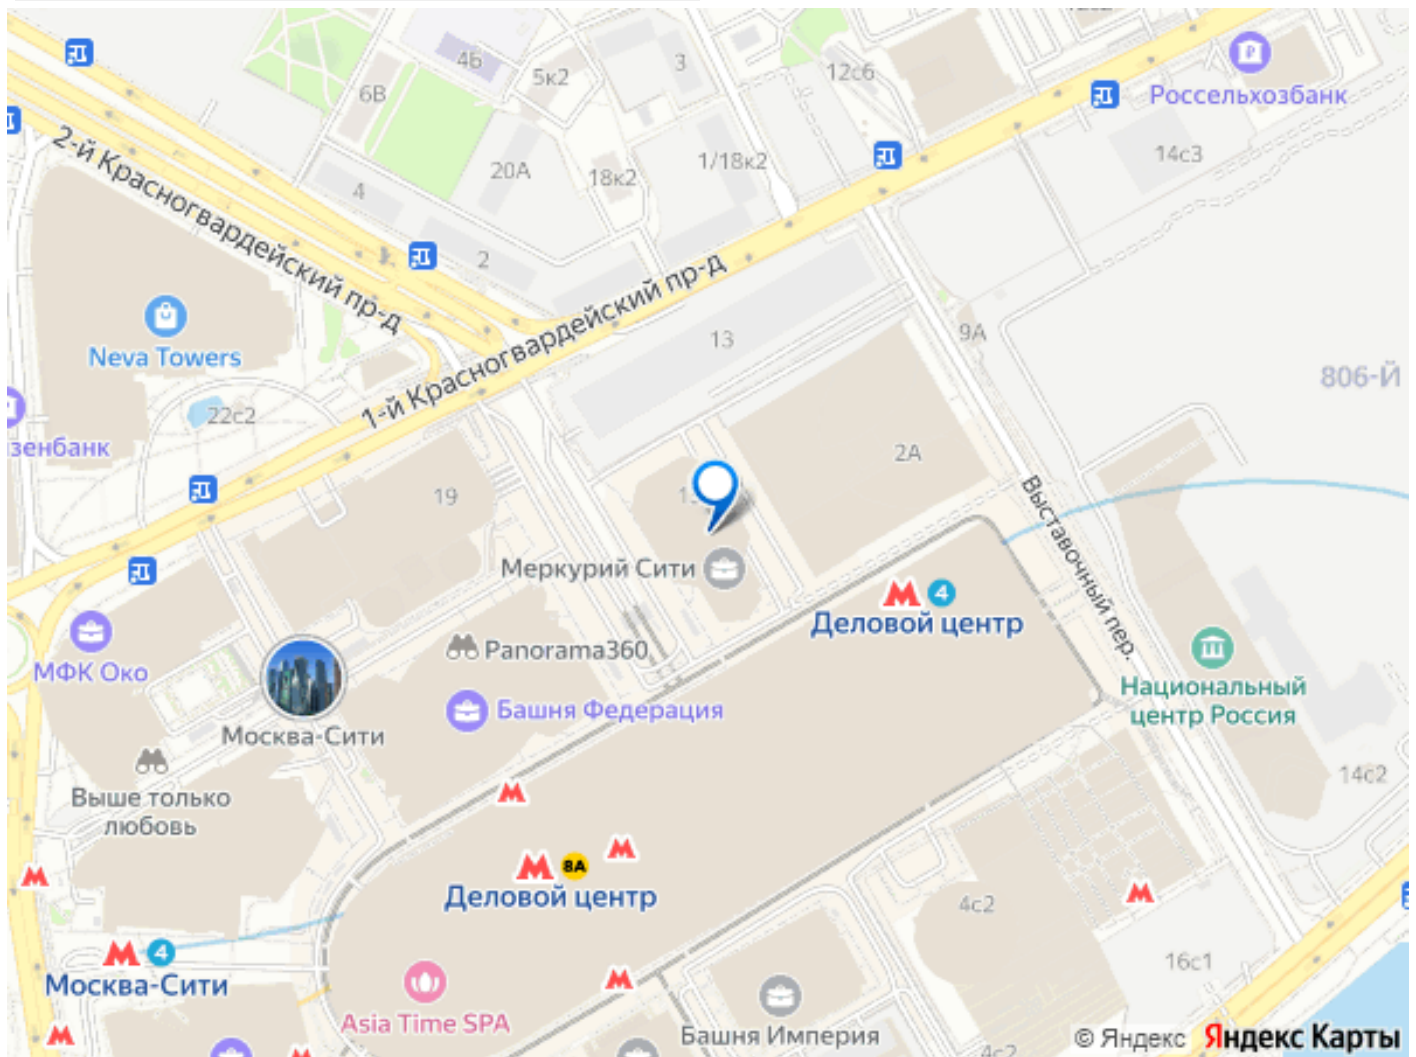 4Б
3
5к2
12с6
6В
Россельхозбанк
14с3
1/18к2
20А
18к2
4
2-й Красногвардейский пр-д
2
1-й Красногвардейский пр-д
13
9А
Neva Towers
806-Й
22с2
зенбанк
2А
19
Выставочный пер.
Меркурий Сити
4
Деловой центр
Panorama360
МФК Око
Башня Федерация
Национальный
центр Россия
Москва-Сити
14с2
Выше только
любовь
8А
Деловой центр
4с2
4
Москва-Сити
16с1
Asia Time SPA
Башня Империя
4с2
© Яндекс Яндекс Карты